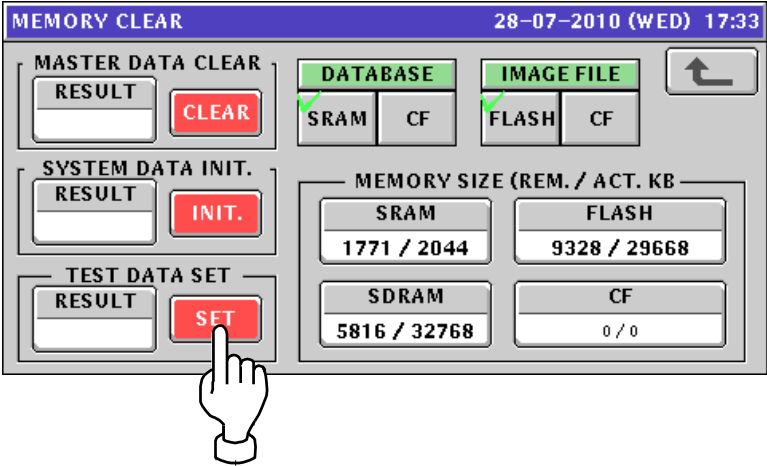 MEMORY CLEAR 28-07-2010 (WED) 17:33
MASTER DATA CLEAR
RESULT
CLEAR
DATABASE
SRAM CF
IMAGE FILE
FLASH CF
SYSTEM DATA INIT.
RESULT
INIT.
TEST DATA SET
RESULT
SET
MEMORY SIZE (REM. / ACT. KB
SRAM
1771 / 2044
FLASH
9328 / 29668
SDRAM
5816 / 32768
CF
0 / 0